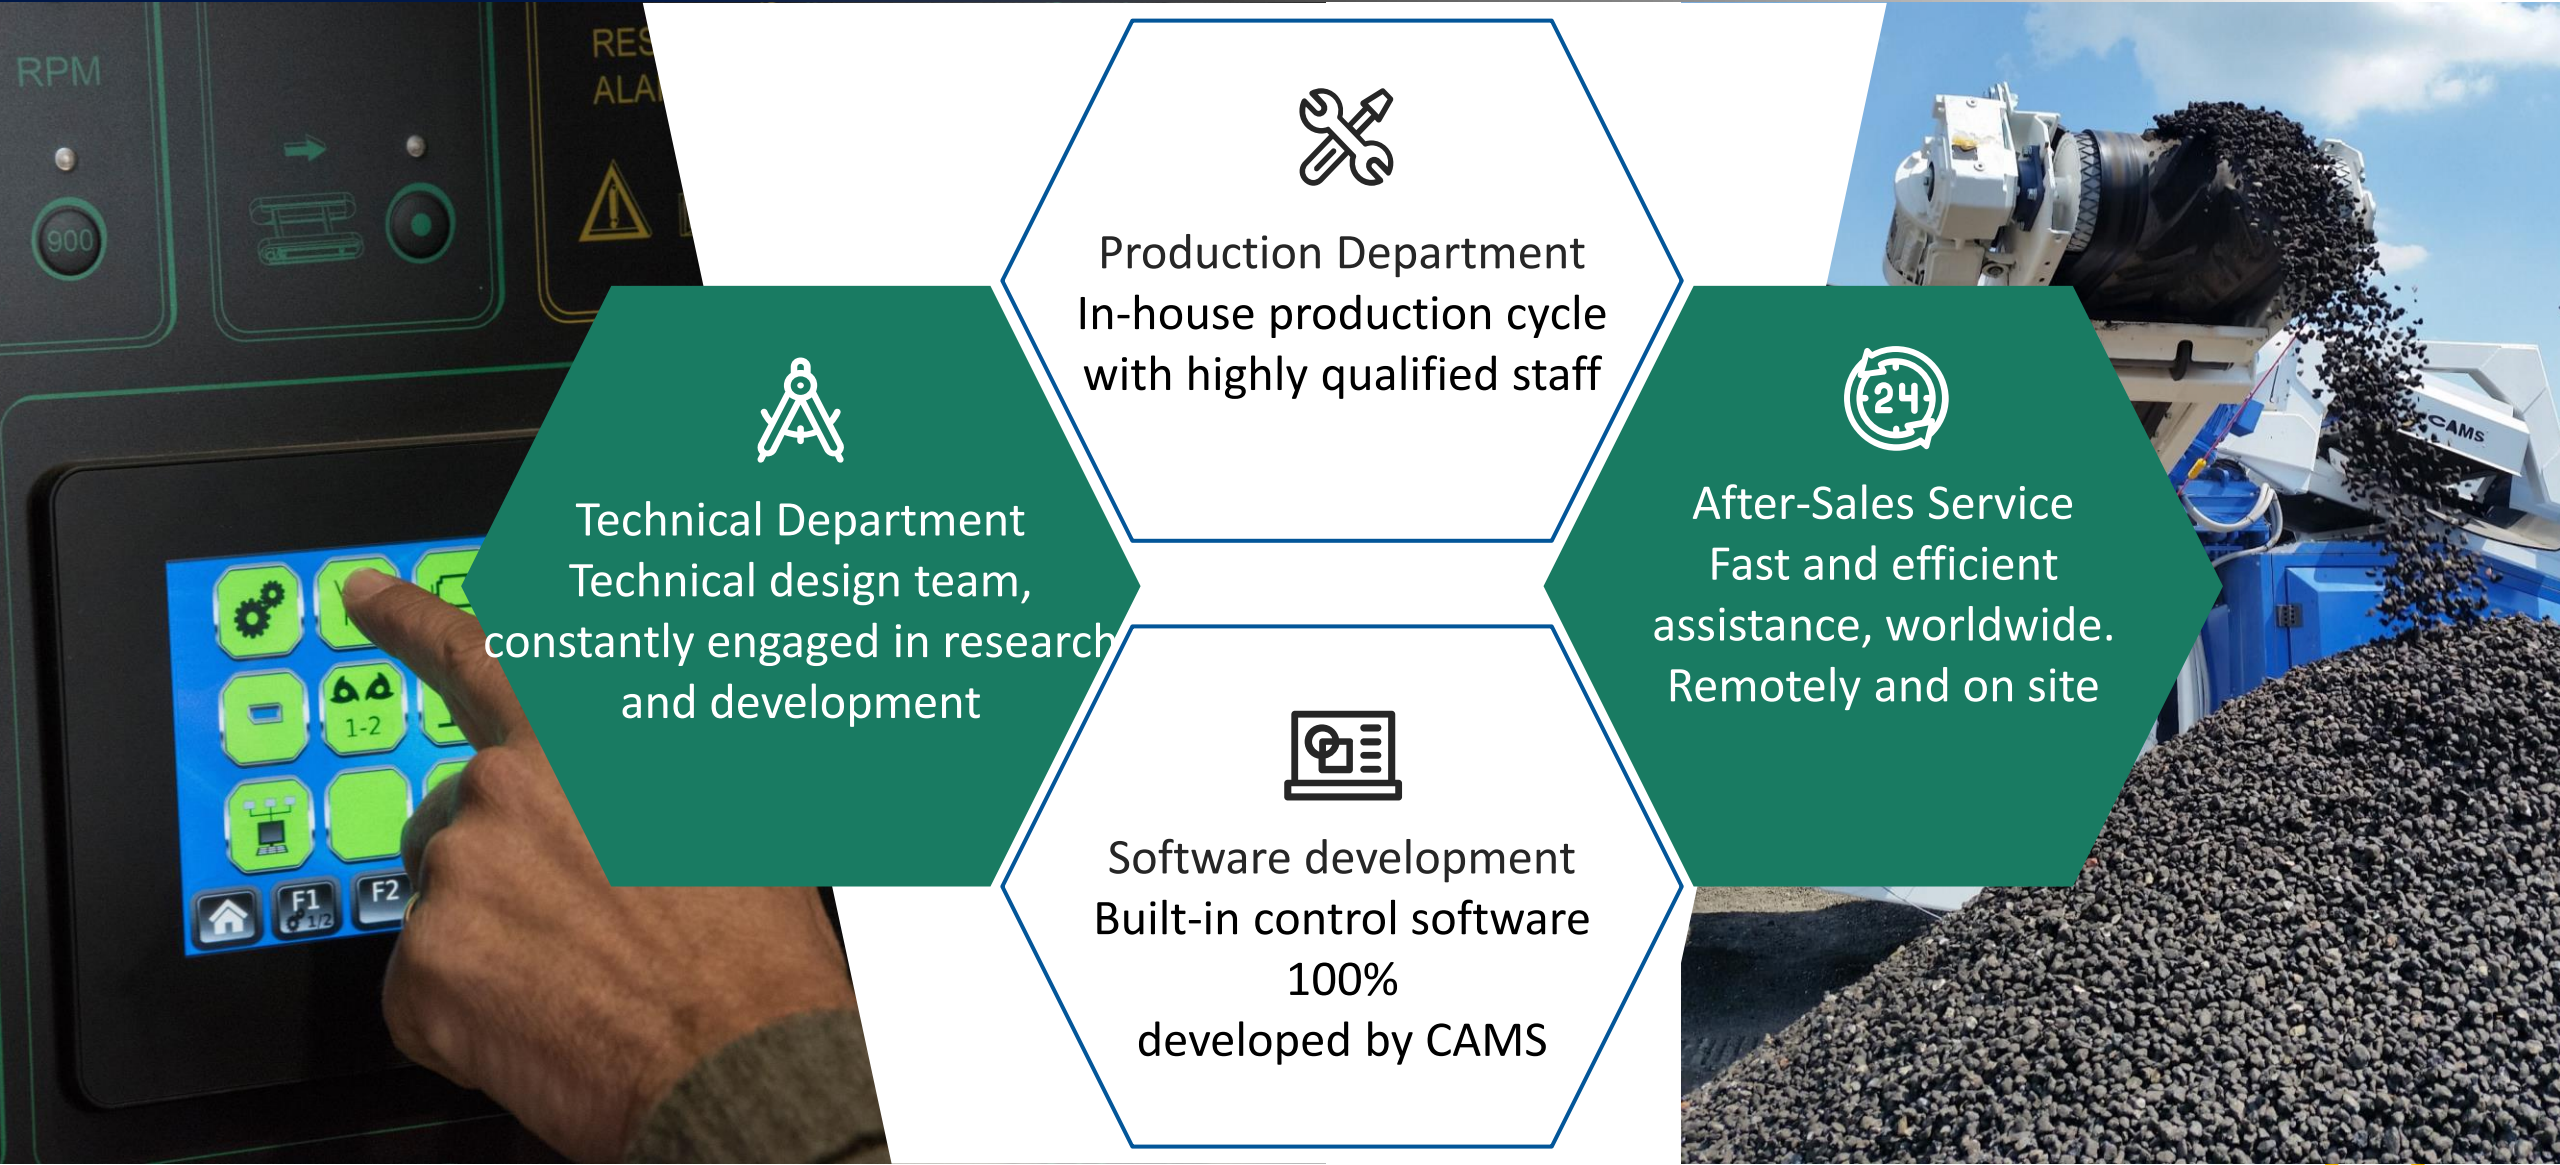 RPM
900
Production Department
In-house production cycle
with highly qualified staff
Technical Department
Technical design team,
constantly engaged in research
and development
24
After-Sales Service
Fast and efficient
assistance, worldwide.
Remotely and on site
CAMS
Software development
Built-in control software
100%
developed by CAMS
1-2
F1
1/2
F2